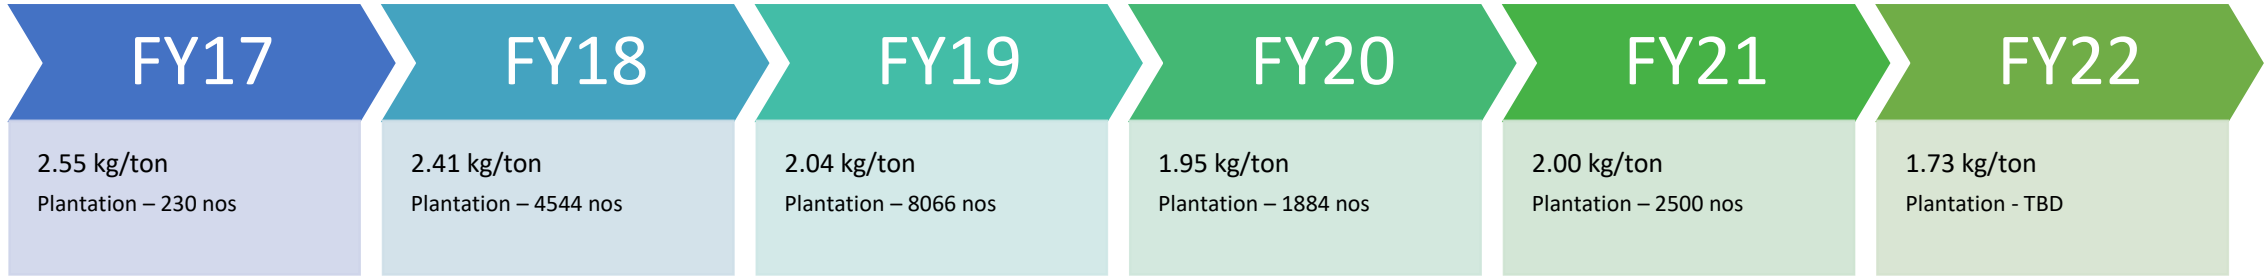 FY17
2.55 kg/ton
Plantation – 230 nos
FY18
2.41 kg/ton
Plantation – 4544 nos
FY19
2.04 kg/ton
Plantation – 8066 nos
FY20
1.95 kg/ton
Plantation – 1884 nos
FY21
2.00 kg/ton
Plantation – 2500 nos
FY22
1.73 kg/ton
Plantation - TBD